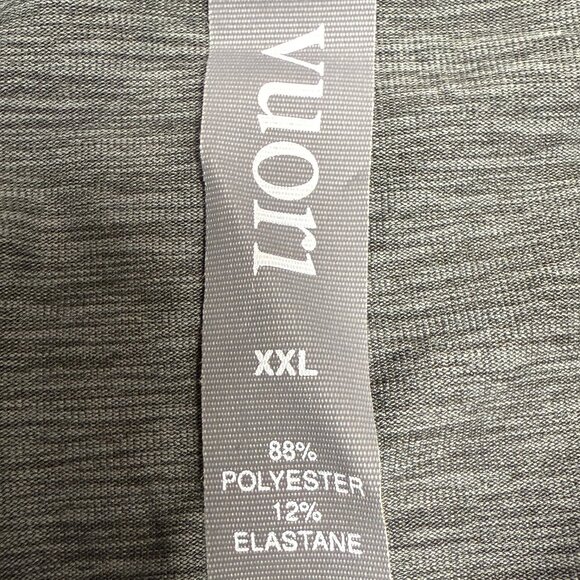 vuori
XXL
88%
POLYESTER
12%
ELASTANE